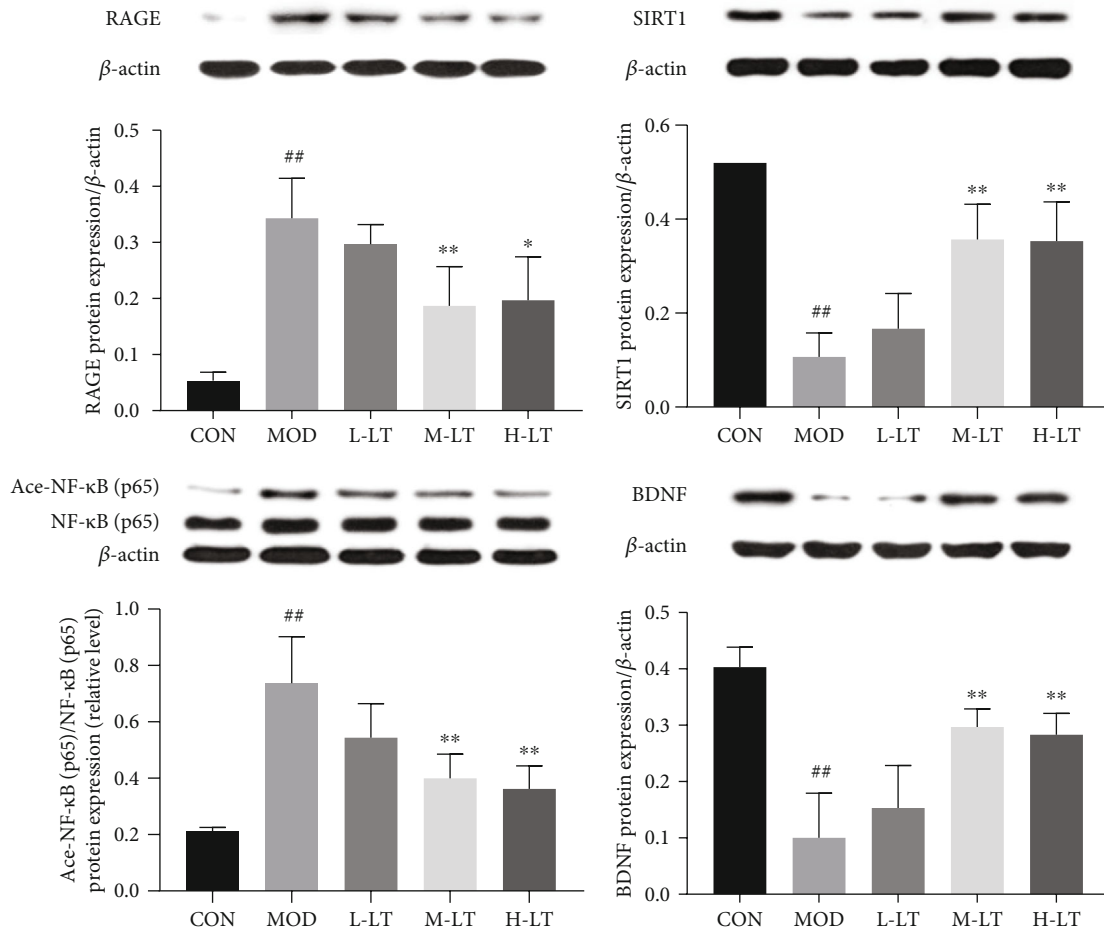 RAGE
β-actin
RAGE protein expression/β-actin
0.5
0.4
0.3
0.2
0.1
0.0
##
**
*
CON MOD L-LT M-LT H-LT
SIRT1
β-actin
SIRT1 protein expression/β-actin
0.6
0.4
0.2
0.0
##
**
**
CON MOD L-LT M-LT H-LT
Ace-NF-κB (p65)
NF-κB (p65)
β-actin
Ace-NF-κB (p65)/NF-κB (p65)
protein expression (relative level)
1.0
0.8
0.6
0.4
0.2
0.0
##
**
**
CON MOD L-LT M-LT H-LT
BDNF
β-actin
BDNF protein expression/β-actin
0.5
0.4
0.3
0.2
0.1
0.0
##
**
**
CON MOD L-LT M-LT H-LT